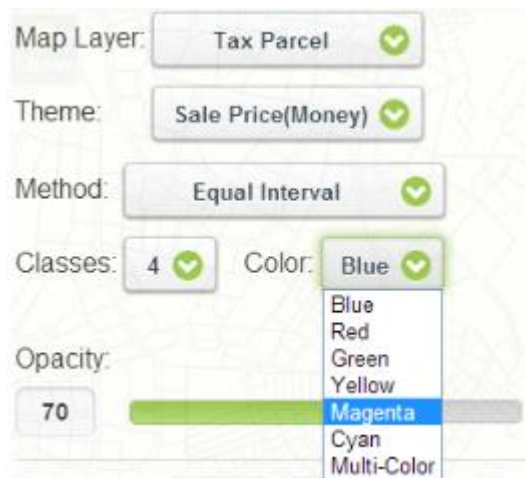 Map Layer: Tax Parcel
Theme: Sale Price(Money)
Method: Equal Interval
Classes: 4 Color: Blue
Blue
Red
Green
Yellow
Magenta
Cyan
Multi-Color
Opacity:
70